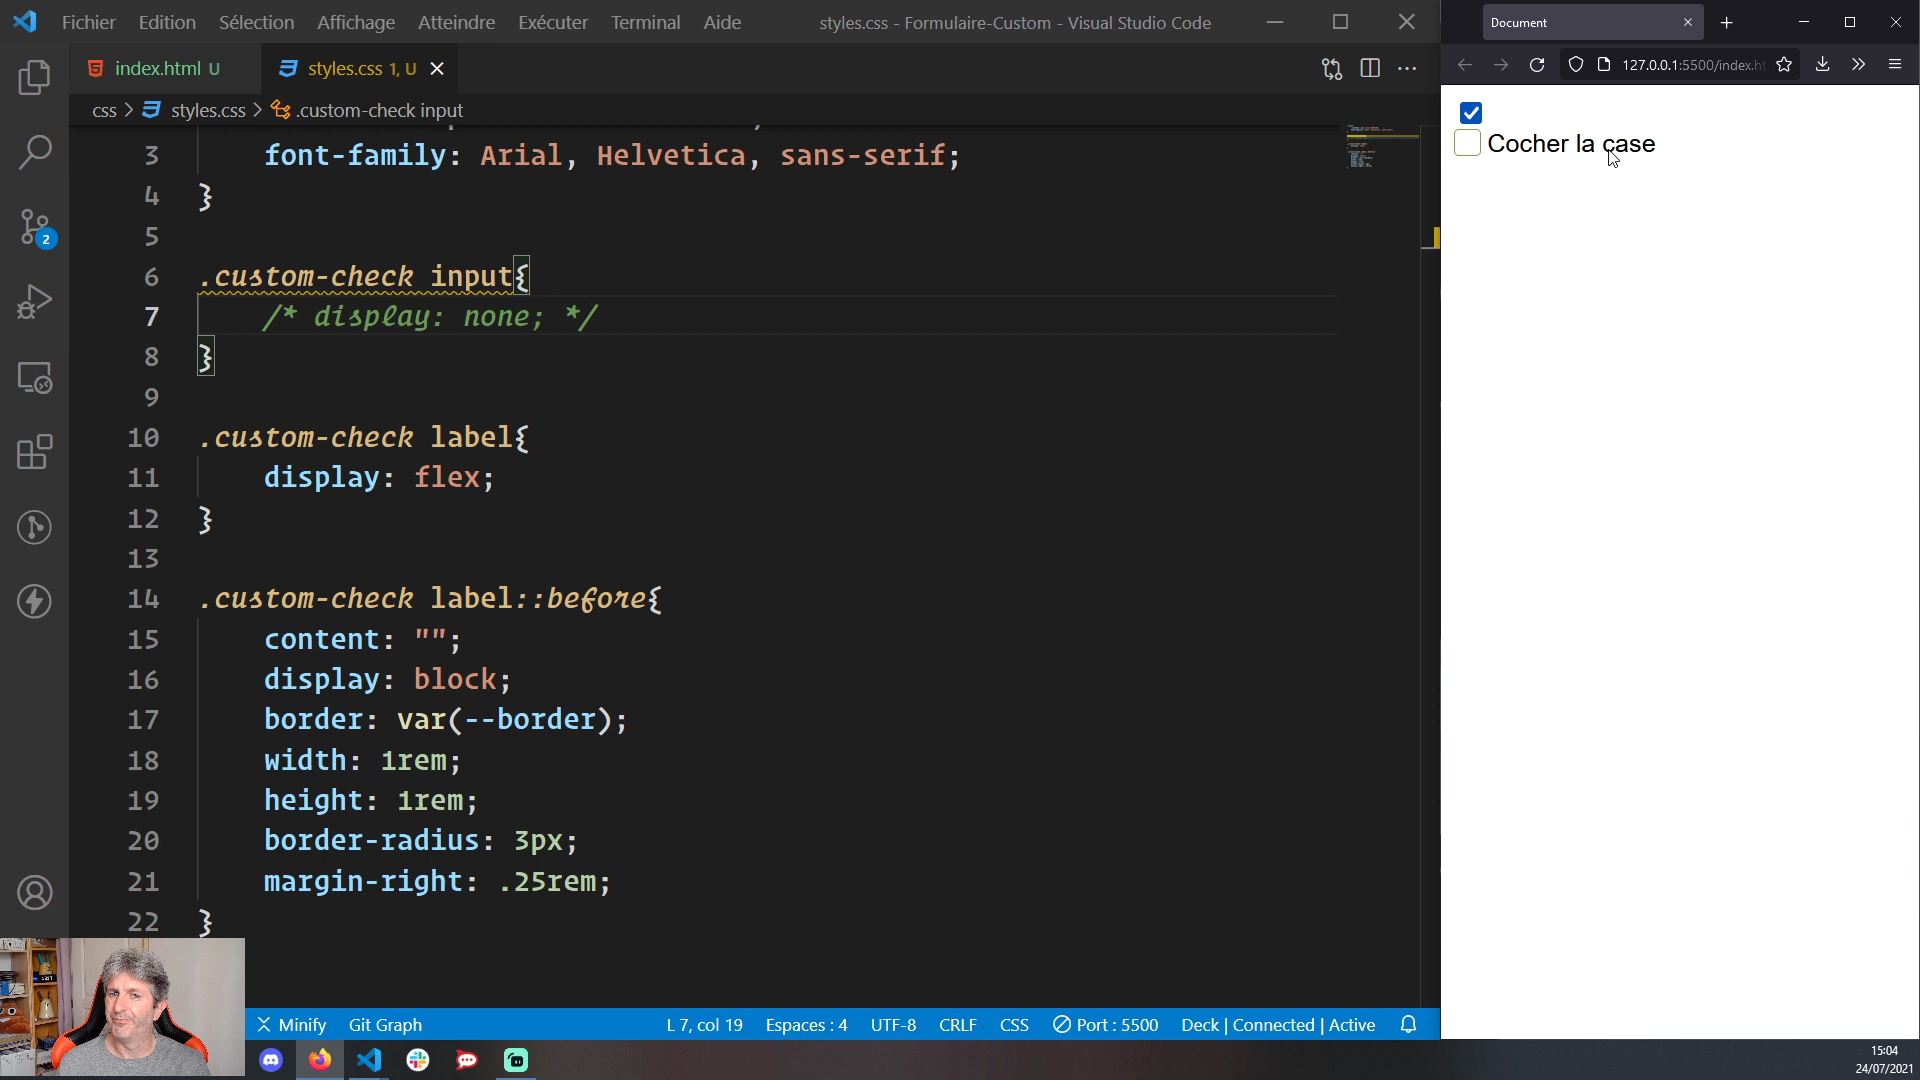 Fichier Edition Sélection Affichage Atteindre Exécuter Terminal Aide
styles.css - Formulaire-Custom - Visual Studio Code
index.html U
styles.css 1, U
css > styles.css > .custom-check input
3 font-family: Arial, Helvetica, sans-serif;
4 }
5
6 .custom-check input{
7 /* display: none; */
8 }
9
10 .custom-check label{
11 display: flex;
12 }
13
14 .custom-check label::before{
15 content: "";
16 display: block;
17 border: var(--border);
18 width: 1rem;
19 height: 1rem;
20 border-radius: 3px;
21 margin-right: .25rem;
22 }
2
Minify Git Graph L 7, col 19 Espaces : 4 UTF-8 CRLF CSS Port : 5500 Deck | Connected | Active
Document
127.0.0.1:5500/index.ht
Cocher la case
15:04
24/07/2021